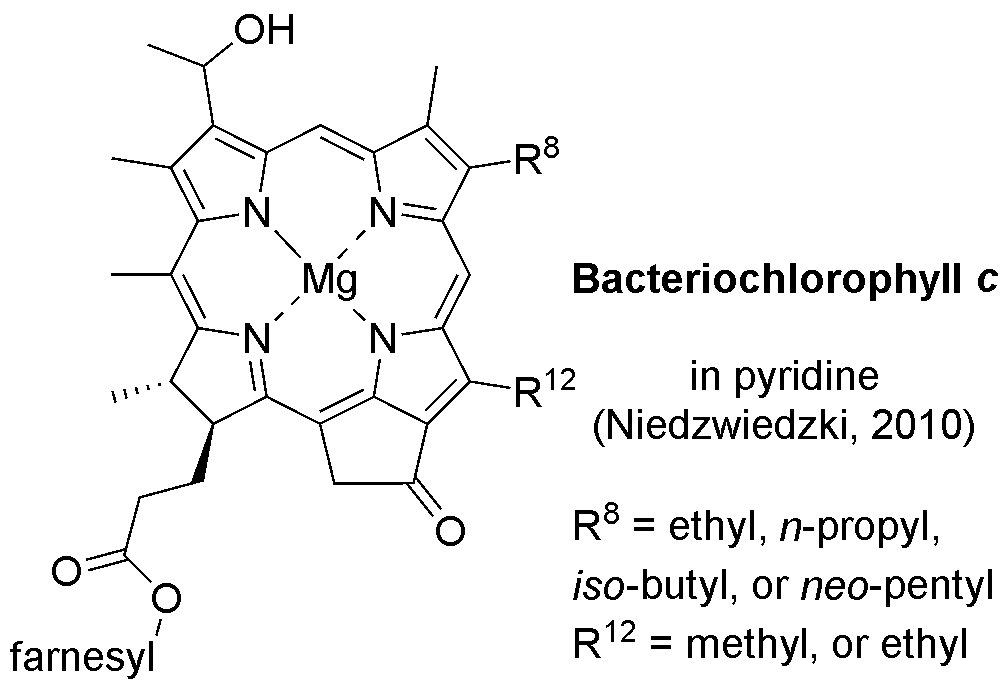 OH
R⁸
N
N
Mg
Bacteriochlorophyll c
N
N
R¹²
in pyridine
(Niedzwiedzki, 2010)
O
R⁸ = ethyl, n-propyl,
O
iso-butyl, or neo-pentyl
O
R¹² = methyl, or ethyl
farnesyl